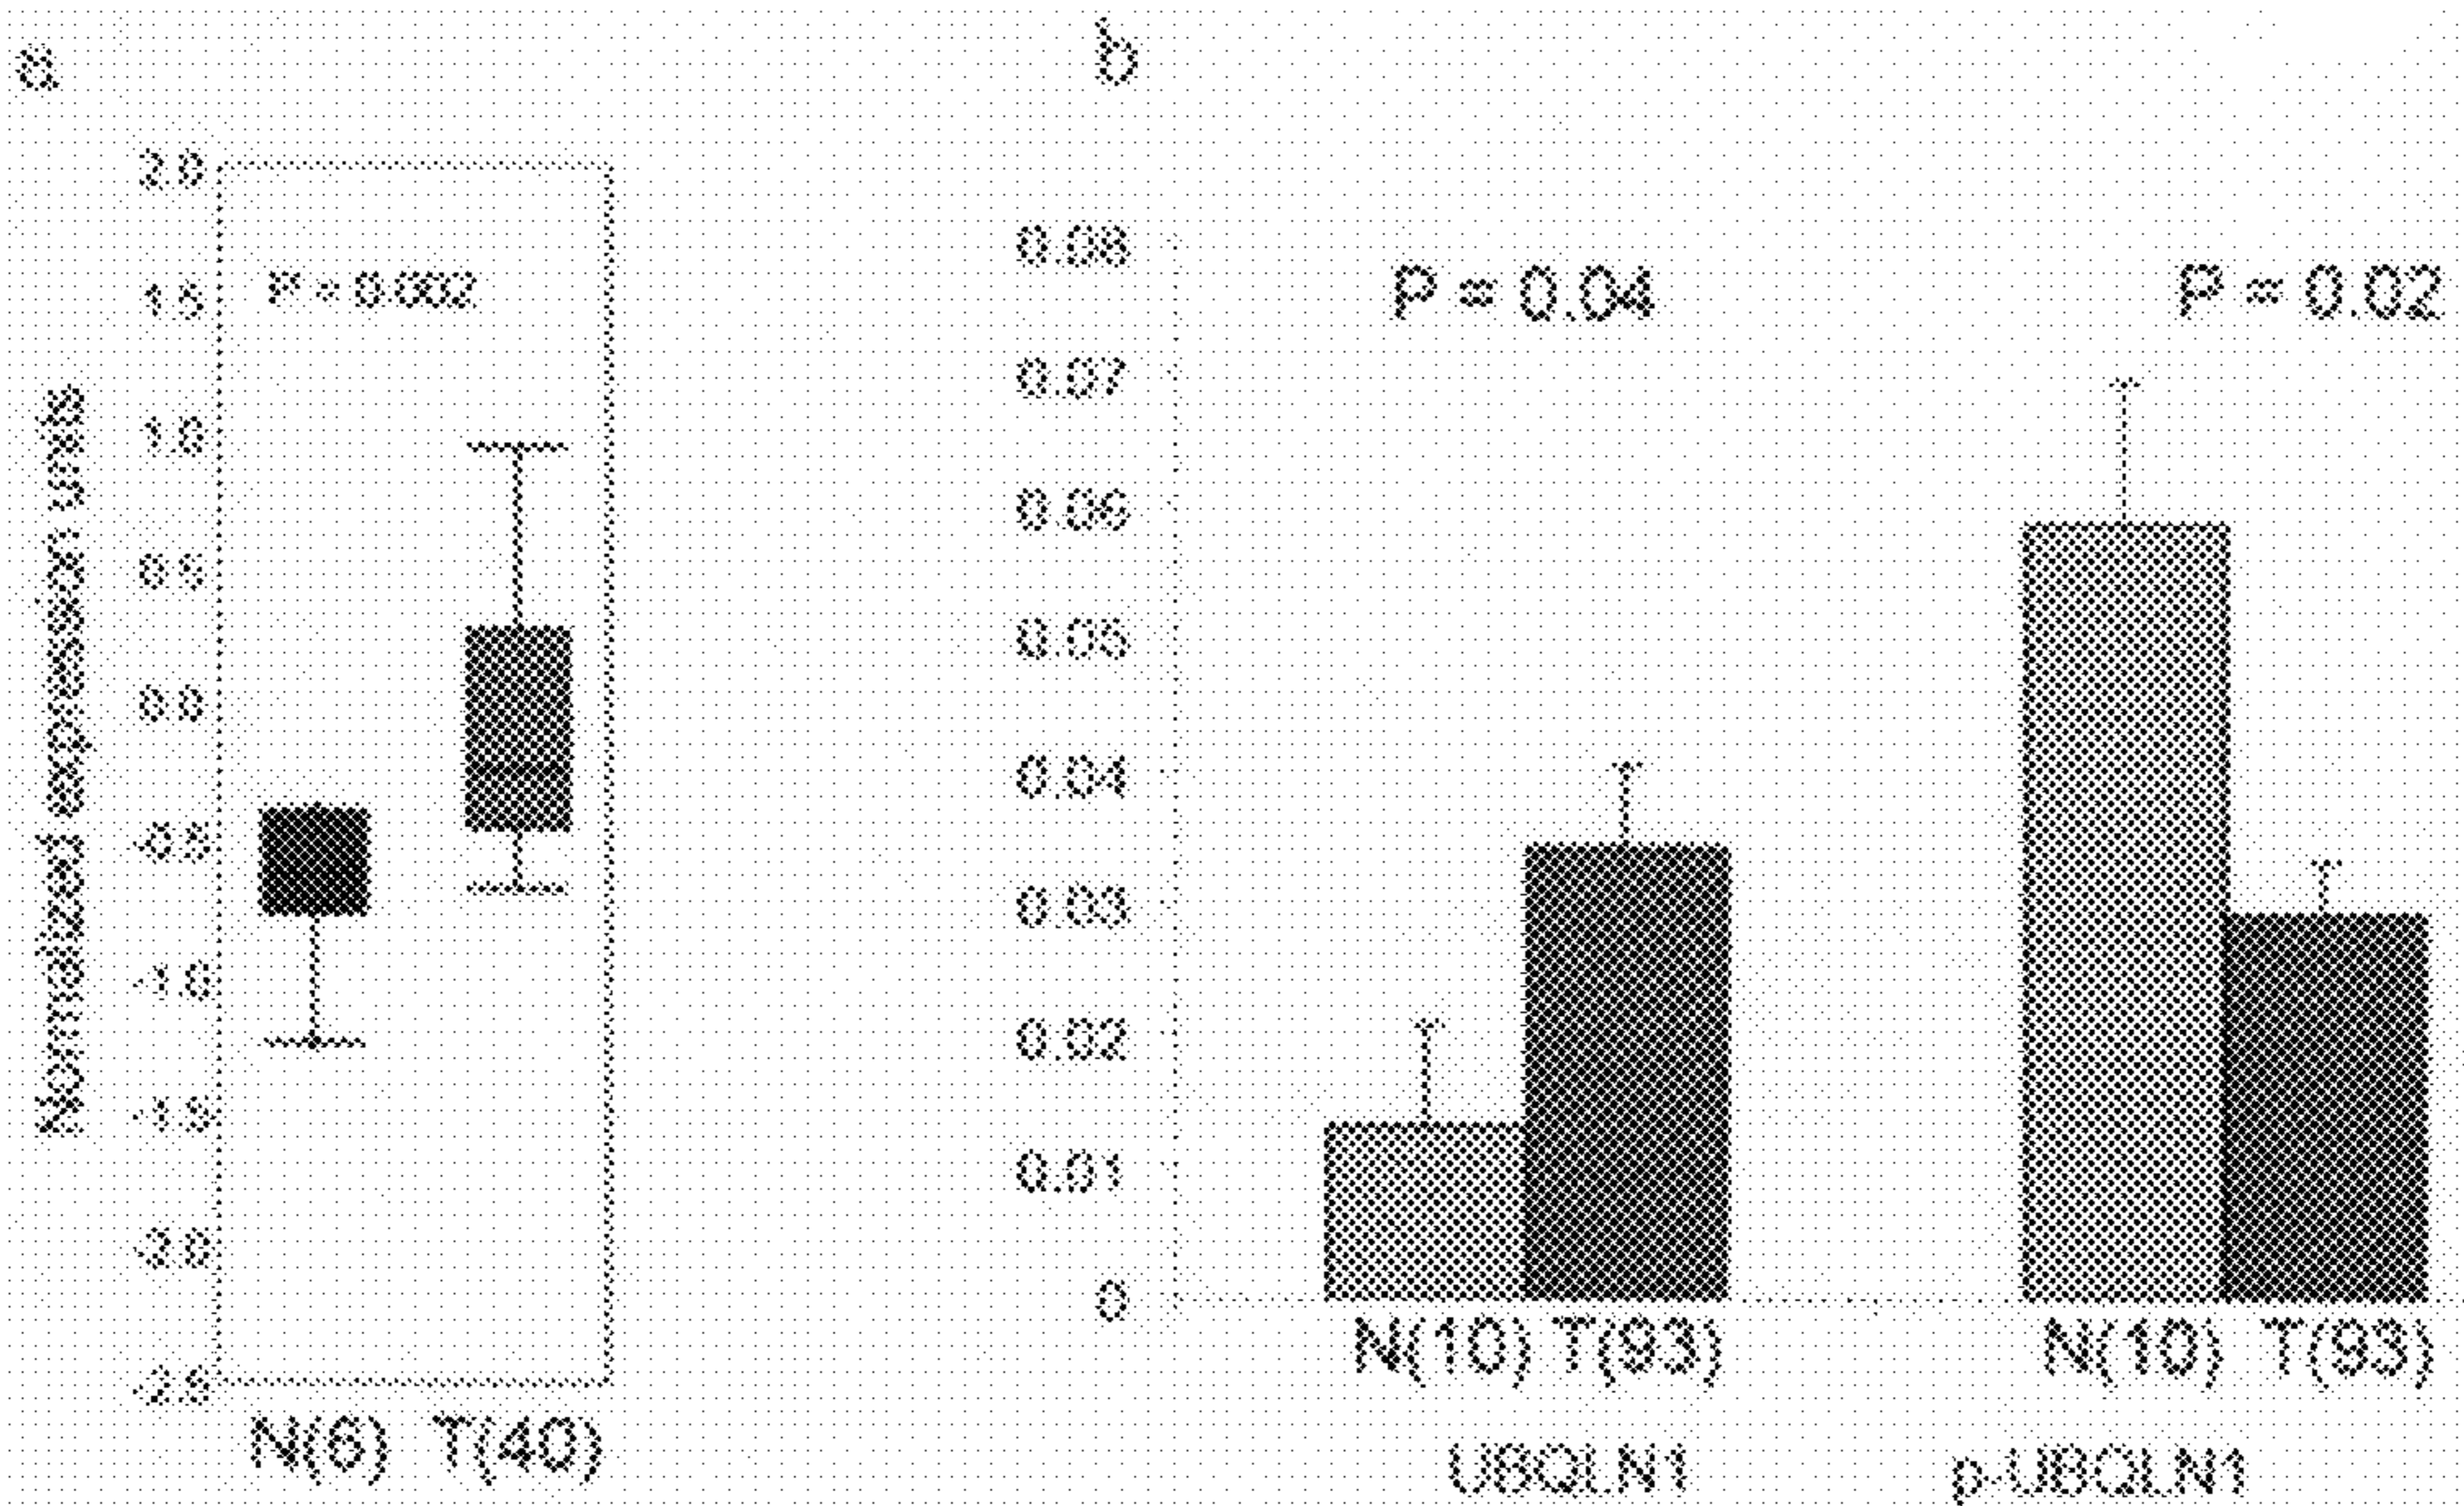 a
Normalized expression units
2.0
1.5
1.0
0.5
0.0
-0.5
-1.0
-1.5
-2.0
-2.5
P = 0.002
N(6) T(40)
b
0.08
0.07
0.06
0.05
0.04
0.03
0.02
0.01
0
P = 0.04
P = 0.02
N(10) T(93)
N(10) T(93)
UBQLN1
p-UBQLN1